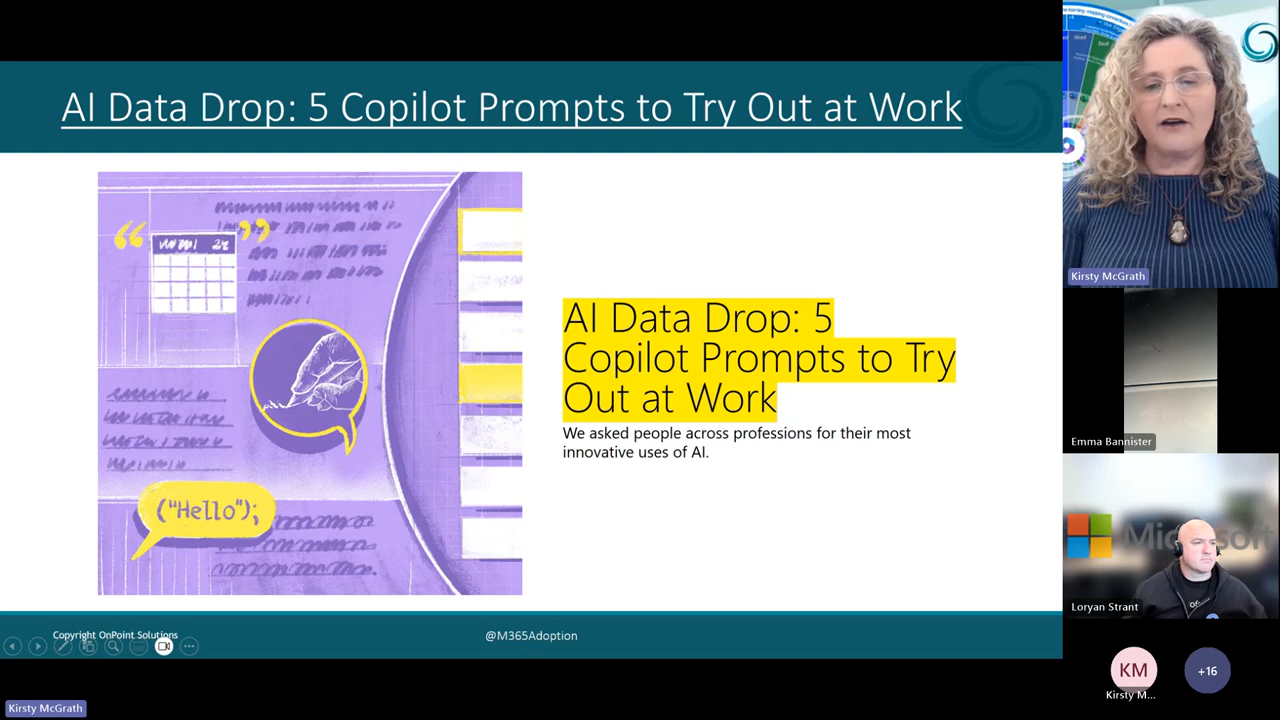 AI Data Drop: 5 Copilot Prompts to Try Out at Work
“ ”
("Hello");
AI Data Drop: 5
Copilot Prompts to Try
Out at Work
We asked people across professions for their most
innovative uses of AI.
Copyright OnPoint Solutions
@M365Adoption
Kirsty McGrath
Kirsty McGrath
Emma Bannister
Microsoft
Loryan Strant
KM
+16
Kirsty M...